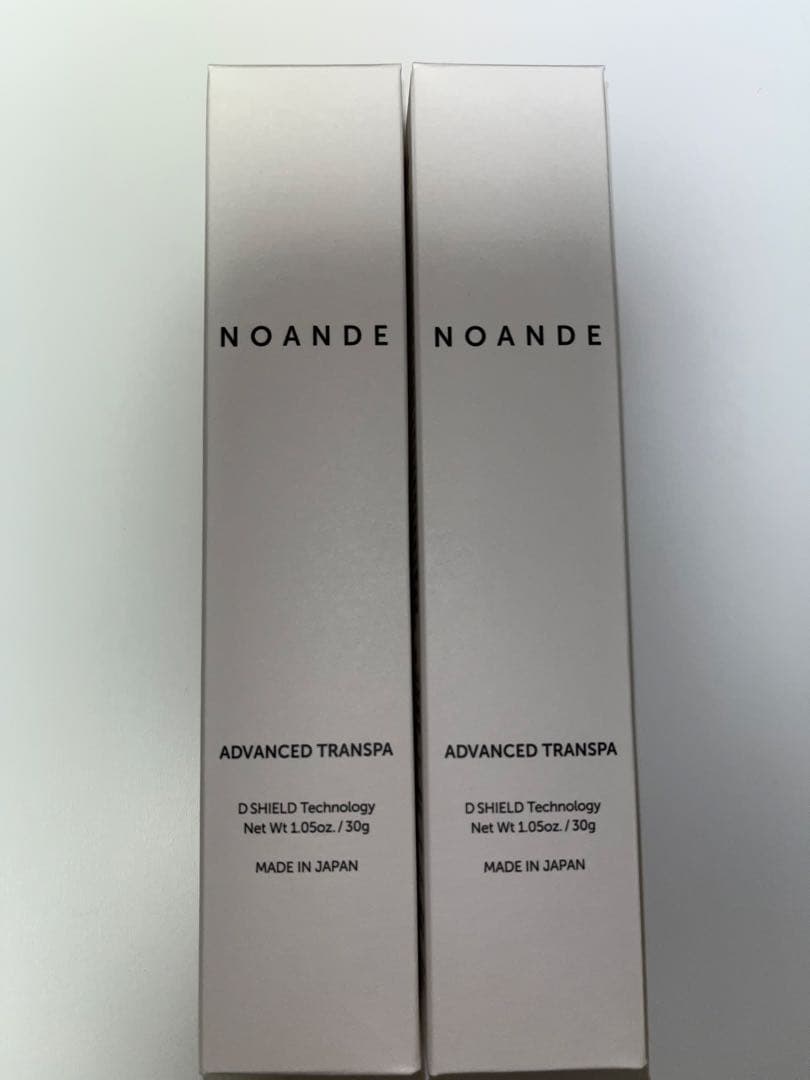 NOANDE
ADVANCED TRANSPA
D SHIELD Technology
Net Wt 1.05oz. / 30g
MADE IN JAPAN
NOANDE
ADVANCED TRANSPA
D SHIELD Technology
Net Wt 1.05oz. / 30g
MADE IN JAPAN